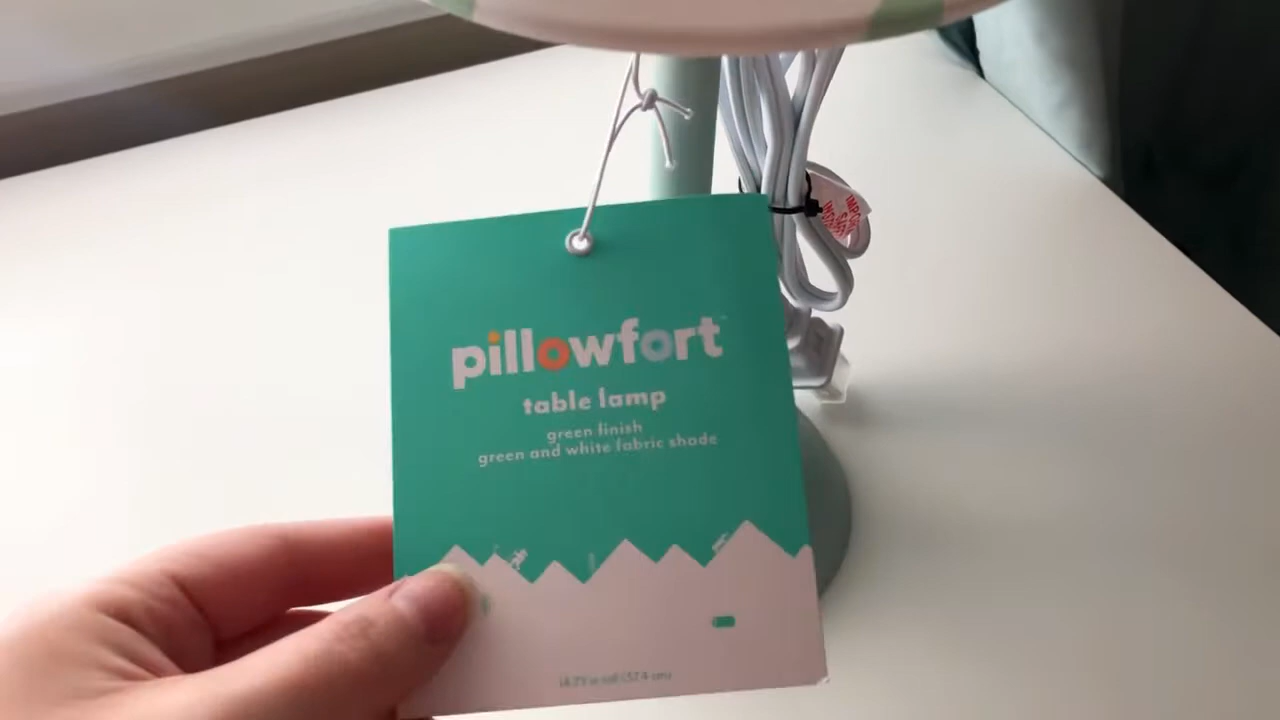 pillowfort
table lamp
green finish
green and white fabric shade